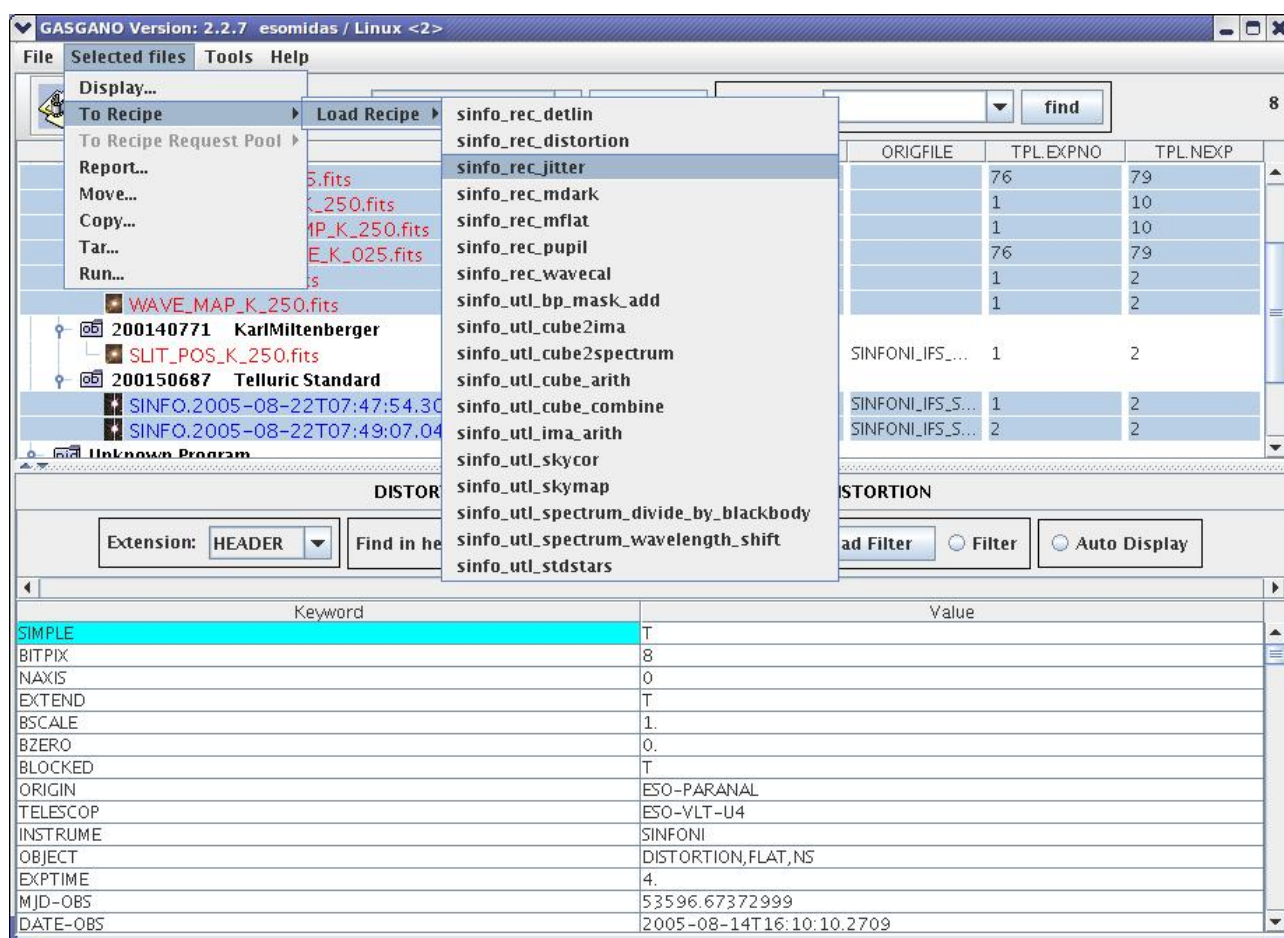 GASGANO Version: 2.2.7 esomidas / Linux <2>
File Selected files Tools Help
Display...
To Recipe
To Recipe Request Pool
Report...
Move...
Copy...
Tar...
Run...
Load Recipe
sinfo_rec_detlin
sinfo_rec_distortion
sinfo_rec_jitter
sinfo_rec_mdark
sinfo_rec_mflat
sinfo_rec_pupil
sinfo_rec_wavecal
sinfo_utl_bp_mask_add
sinfo_utl_cube2ima
sinfo_utl_cube2spectrum
sinfo_utl_cube_arith
sinfo_utl_cube_combine
sinfo_utl_ima_arith
sinfo_utl_skycor
sinfo_utl_skymap
sinfo_utl_spectrum_divide_by_blackbody
sinfo_utl_spectrum_wavelength_shift
sinfo_utl_stdstars
find 8
ORIGFILE TPL.EXPNO TPL.NEXP
5.fits 76 79
K_250.fits 1 10
MP_K_250.fits 1 10
E_K_025.fits 76 79
ts 1 2
WAVE_MAP_K_250.fits 1 2
200140771 KarlMiltenberger
SLIT_POS_K_250.fits SINFONI_IFS_... 1 2
200150687 Telluric Standard
SINFO.2005-08-22T07:47:54.30 SINFONI_IFS_S... 1 2
SINFO.2005-08-22T07:49:07.04 SINFONI_IFS_S... 2 2
Unknown Program
DISTOR ISTORTION
Extension: HEADER Find in he ad Filter Filter Auto Display
Keyword Value
SIMPLE T
BITPIX 8
NAXIS 0
EXTEND T
BSCALE 1.
BZERO 0.
BLOCKED T
ORIGIN ESO-PARANAL
TELESCOP ESO-VLT-U4
INSTRUME SINFONI
OBJECT DISTORTION,FLAT,NS
EXPTIME 4.
MJD-OBS 53596.67372999
DATE-OBS 2005-08-14T16:10:10.2709